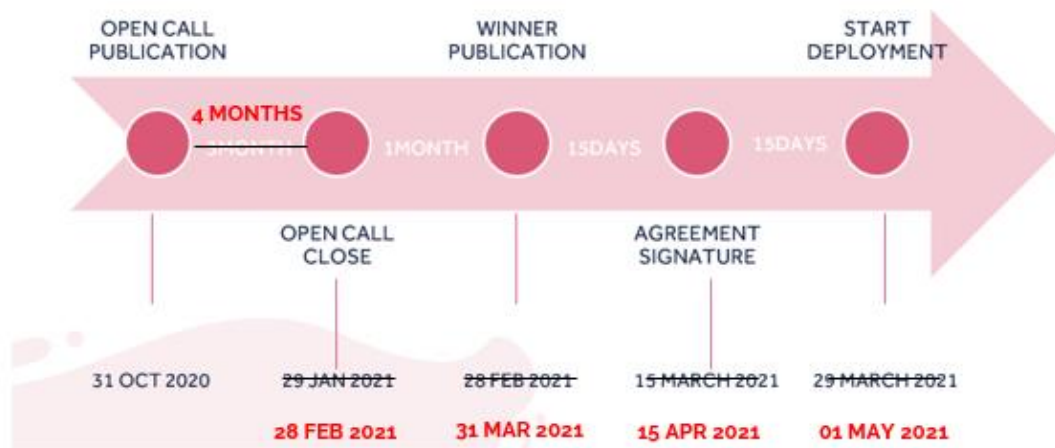 OPEN CALL
PUBLICATION
WINNER
PUBLICATION
START
DEPLOYMENT
4 MONTHS
3MONTH
1MONTH
15DAYS
15DAYS
OPEN CALL
CLOSE
AGREEMENT
SIGNATURE
31 OCT 2020
29 JAN 2021
28 FEB 2021
15 MARCH 2021
29 MARCH 2021
28 FEB 2021
31 MAR 2021
15 APR 2021
01 MAY 2021